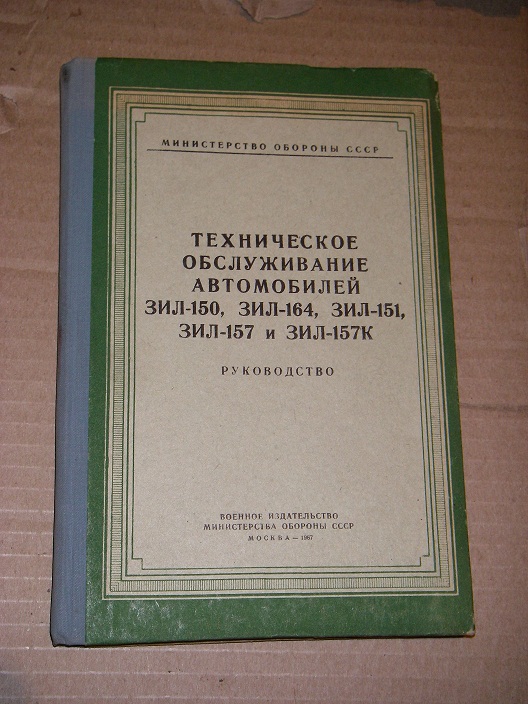 МИНИСТЕРСТВО ОБОРОНЫ СССР
ТЕХНИЧЕСКОЕ
ОБСЛУЖИВАНИЕ
АВТОМОБИЛЕЙ
ЗИЛ-150, ЗИЛ-164, ЗИЛ-151,
ЗИЛ-157 и ЗИЛ-157К
РУКОВОДСТВО
ВОЕННОЕ ИЗДАТЕЛЬСТВО
МИНИСТЕРСТВА ОБОРОНЫ СССР
МОСКВА — 1967